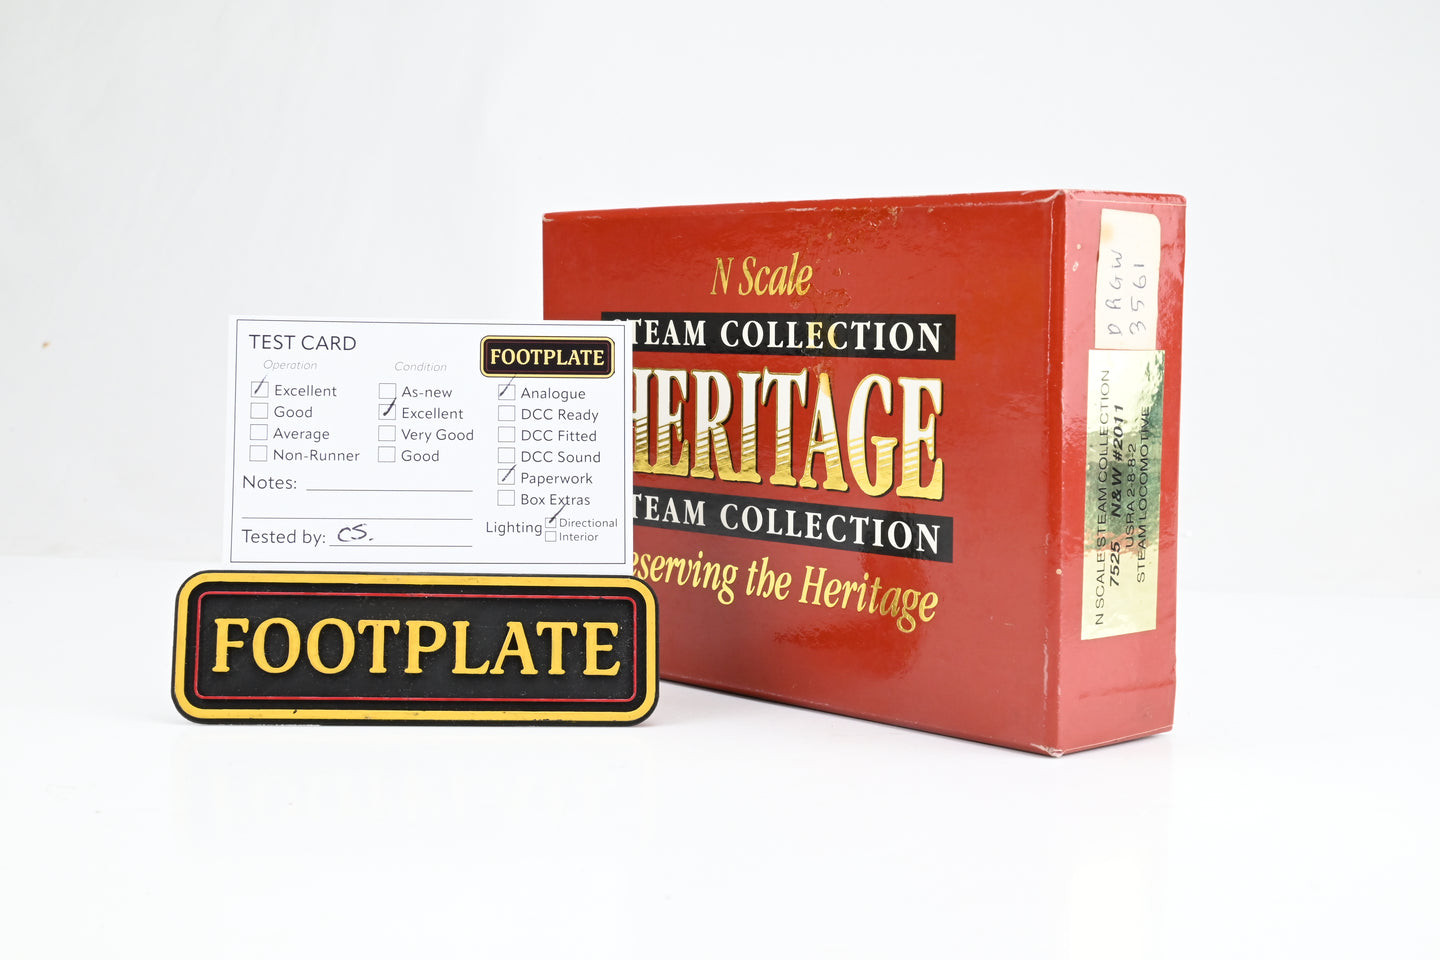 TEST CARD
FOOTPLATE
Operation
Excellent
Good
Average
Non-Runner
Condition
As-new
Excellent
Very Good
Good
Analogue
DCC Ready
DCC Fitted
DCC Sound
Paperwork
Box Extras
Notes:
Lighting
Directional
Interior
Tested by: CS.
FOOTPLATE
N Scale
STEAM COLLECTION
HERITAGE
TEAM COLLECTION
eserving the Heritage
DRGW
3561
N SCALE STEAM COLLECTION
7525 N&W #2011
USRA 2-8-8-2
STEAM LOCOMOTIVE